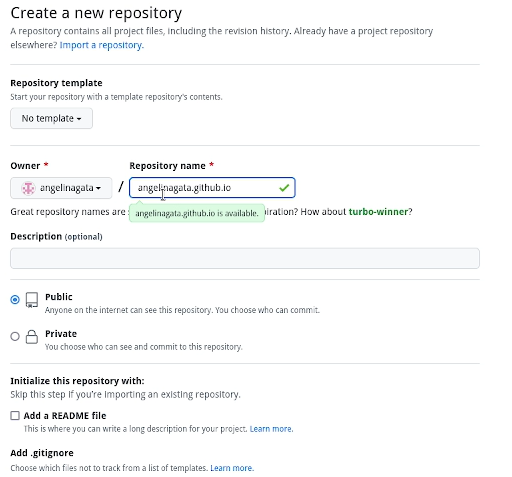 Create a new repository
A repository contains all project files, including the revision history. Already have a project repository
elsewhere? Import a repository.
Repository template
Start your repository with a template repository's contents.
No template
Owner * Repository name *
angelinagata / angelinagata.github.io
Great repository names are iration? How about turbo-winner?
angelinagata.github.io is available.
Description (optional)
Public
Anyone on the internet can see this repository. You choose who can commit.
Private
You choose who can see and commit to this repository.
Initialize this repository with:
Skip this step if you're importing an existing repository.
Add a README file
This is where you can write a long description for your project. Learn more.
Add .gitignore
Choose which files not to track from a list of templates. Learn more.